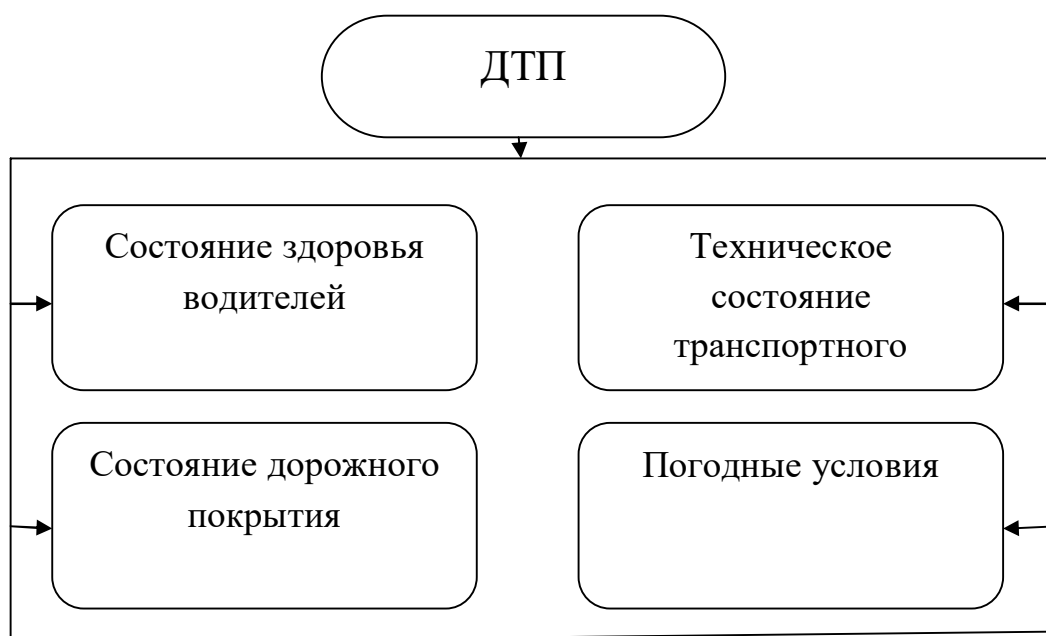 ДТП
Состояние здоровья
водителей
Техническое
состояние
транспортного
Состояние дорожного
покрытия
Погодные условия